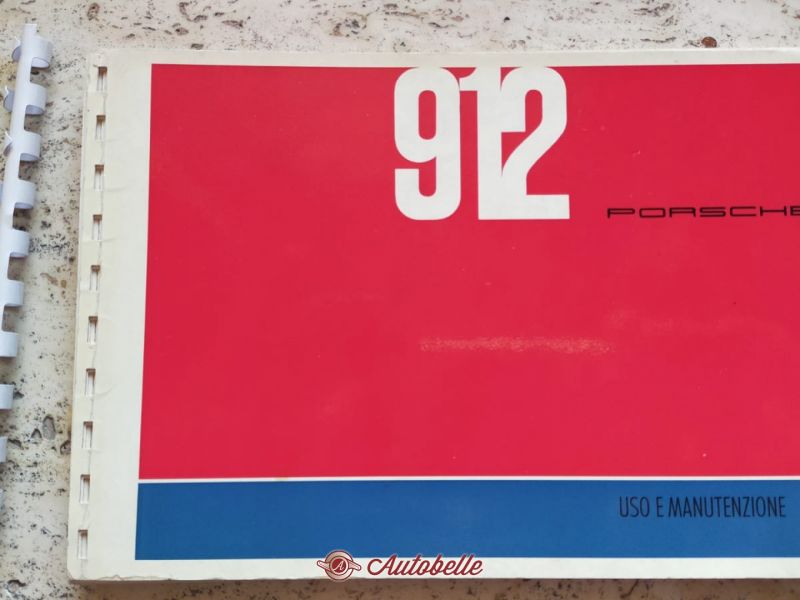 912
PORSCHE
USO E MANUTENZIONE
Autobelle